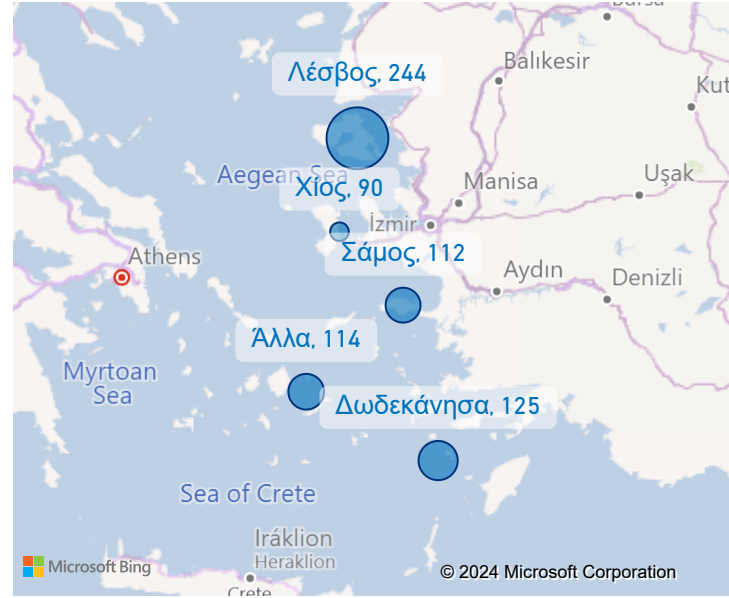 Bursa
Balıkesir
Λέσβος, 244
Kut
Aegean Sea
Χίος, 90
Manisa
Uşak
İzmir
Σάμος, 112
Athens
Aydın
Denizli
Άλλα, 114
Myrtoan
Sea
Δωδεκάνησα, 125
Sea of Crete
Iráklion
Heraklion
Microsoft Bing
© 2024 Microsoft Corporation
Crete